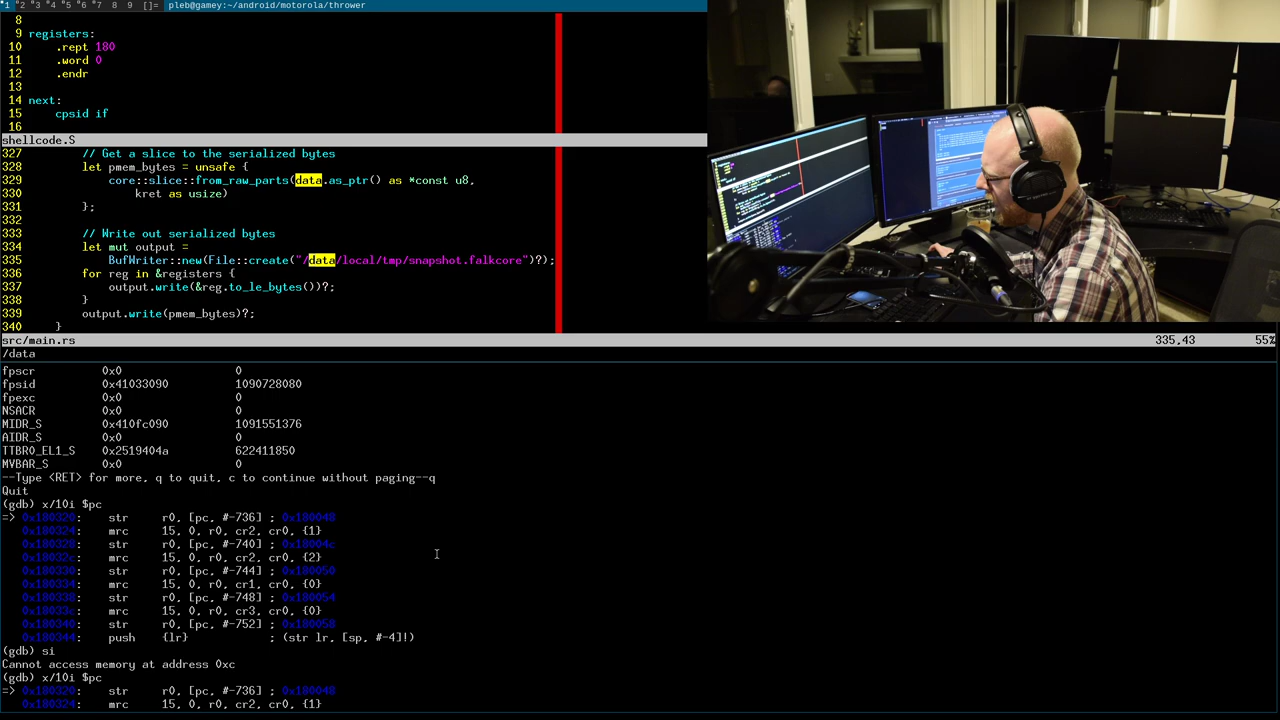 1 2 3 4 5 6 7 8 9 []= pleb@gamey:~/android/motorola/thrower
8
9 registers:
10 .rept 180
11 .word 0
12 .endr
13
14 next:
15 cpsid if
16
shellcode.S
327 // Get a slice to the serialized bytes
328 let pmem_bytes = unsafe {
329 core::slice::from_raw_parts(data.as_ptr() as *const u8,
330 kret as usize)
331 };
332
333 // Write out serialized bytes
334 let mut output =
335 BufWriter::new(File::create("/data/local/tmp/snapshot.falkcore")?);
336 for reg in &registers {
337 output.write(&reg.to_le_bytes())?;
338 }
339 output.write(pmem_bytes)?;
340 }
src/main.rs 335,43 55%
/data
fpscr 0x0 0
fpsid 0x41033090 1090728080
fpexc 0x0 0
NSACR 0x0 0
MIDR_S 0x410fc090 1091551376
AIDR_S 0x0 0
TTBR0_EL1_S 0x2519404a 622411850
MVBAR_S 0x0 0
--Type <RET> for more, q to quit, c to continue without paging--q
Quit
(gdb) x/10i $pc
=> 0x180320: str r0, [pc, #-736] ; 0x180048
0x180324: mrc 15, 0, r0, cr2, cr0, {1}
0x180328: str r0, [pc, #-740] ; 0x18004c
0x18032c: mrc 15, 0, r0, cr2, cr0, {2}
0x180330: str r0, [pc, #-744] ; 0x180050
0x180334: mrc 15, 0, r0, cr1, cr0, {0}
0x180338: str r0, [pc, #-748] ; 0x180054
0x18033c: mrc 15, 0, r0, cr3, cr0, {0}
0x180340: str r0, [pc, #-752] ; 0x180058
0x180344: push {lr} ; (str lr, [sp, #-4]!)
(gdb) si
Cannot access memory at address 0xc
(gdb) x/10i $pc
=> 0x180320: str r0, [pc, #-736] ; 0x180048
0x180324: mrc 15, 0, r0, cr2, cr0, {1}